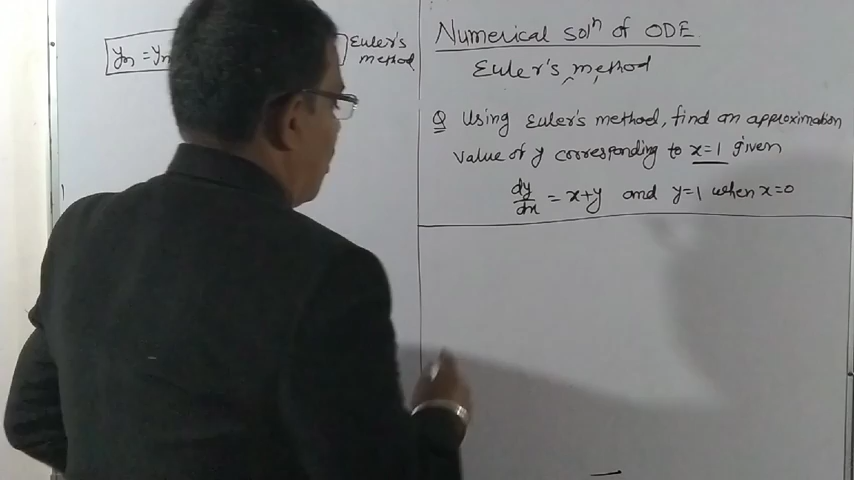 yₙ = yₙ
Euler's
method
Numerical solⁿ of ODE
Euler's method
Q Using Euler's method, find an approximation
value of y corresponding to x=1 given
dy/dx = x+y and y=1 when x=0